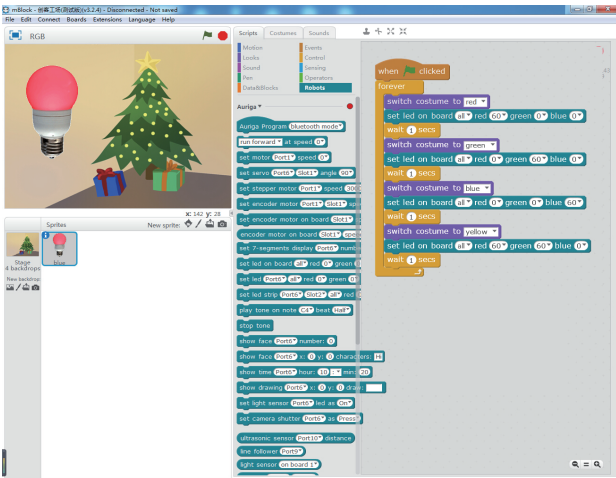 mBlock - 创客工场(测试版)(v3.2.4) - Disconnected - Not saved
File Edit Connect Boards Extensions Language Help
RGB
X: 142 y: 28
Sprites New sprite:
Stage
4 backdrops
New backdrop
blue
Scripts Costumes Sounds
Motion Events
Looks Control
Sound Sensing
Pen Operators
Data&Blocks Robots
Auriga
Auriga Program bluetooth mode
run forward at speed 0
set motor Port1 speed 0
set servo Port6 Slot1 angle 90
set stepper motor Port1 speed 300
set encoder motor Port1 Slot1
set encoder motor on board Slot1
encoder motor on board Slot1 speed
set 7-segments display Port6 numb
set led on board all red 0 green
set led Port6 all red 0 green 0
set led strip Port6 Slot2 all red
play tone on note C4 beat Half
stop tone
show face Port6 number: 0
show face Port6 x: 0 y: 0 characters: Hi
show time Port6 hour: 10 : min: 20
show drawing Port6 x: 0 y: 0 draw:
set light sensor Port6 led as On
set camera shutter Port6 as Press
ultrasonic sensor Port10 distance
line follower Port9
light sensor on board 1
when clicked
forever
switch costume to red
set led on board all red 60 green 0 blue 0
wait 1 secs
switch costume to green
set led on board all red 0 green 60 blue 0
wait 1 secs
switch costume to blue
set led on board all red 0 green 0 blue 60
wait 1 secs
switch costume to yellow
set led on board all red 60 green 60 blue 0
wait 1 secs